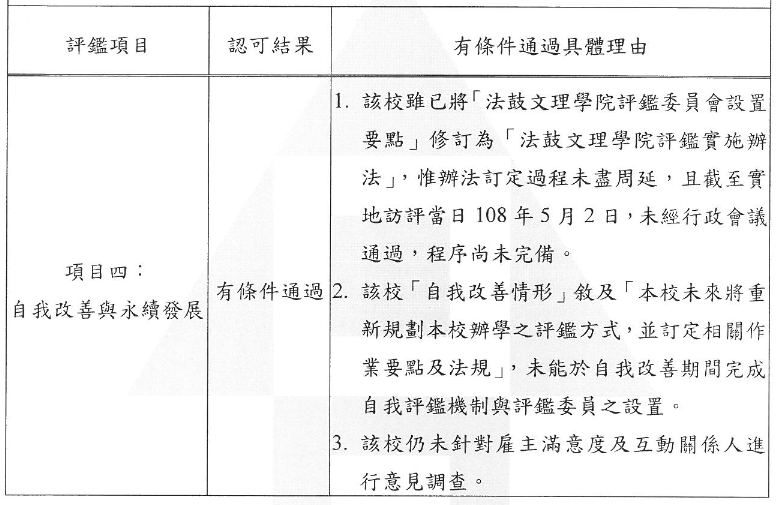 評鑑項目
認可結果
有條件通過具體理由
項目四：
自我改善與永續發展
有條件通過
1. 該校雖已將「法鼓文理學院評鑑委員會設置
要點」修訂為「法鼓文理學院評鑑實施辦
法」，惟辦法訂定過程未盡周延，且截至實
地訪評當日 108 年 5 月 2 日，未經行政會議
通過，程序尚未完備。
2. 該校「自我改善情形」敘及「本校未來將重
新規劃本校辦學之評鑑方式，並訂定相關作
業要點及法規」，未能於自我改善期間完成
自我評鑑機制與評鑑委員之設置。
3. 該校仍未針對雇主滿意度及互動關係人進
行意見調查。